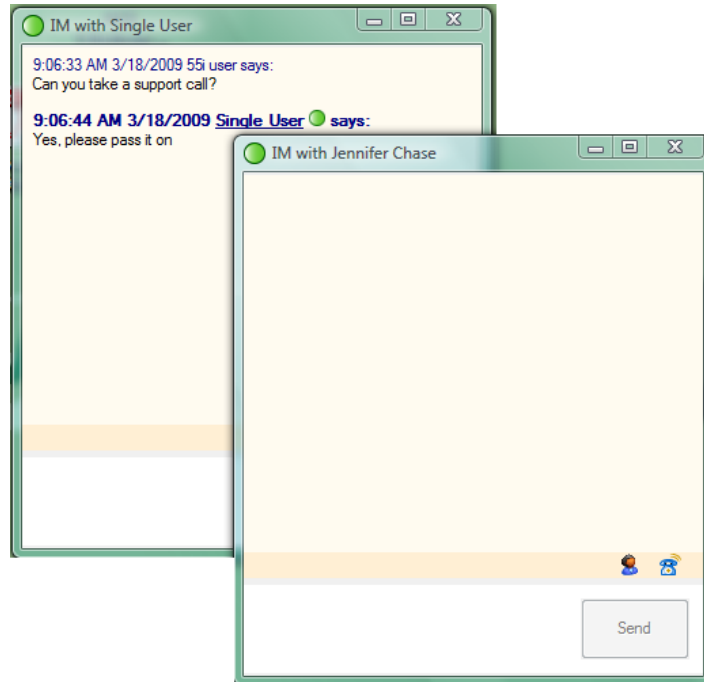 IM with Single User
9:06:33 AM 3/18/2009 55i user says:
Can you take a support call?
9:06:44 AM 3/18/2009 Single User says:
Yes, please pass it on
IM with Jennifer Chase
Send